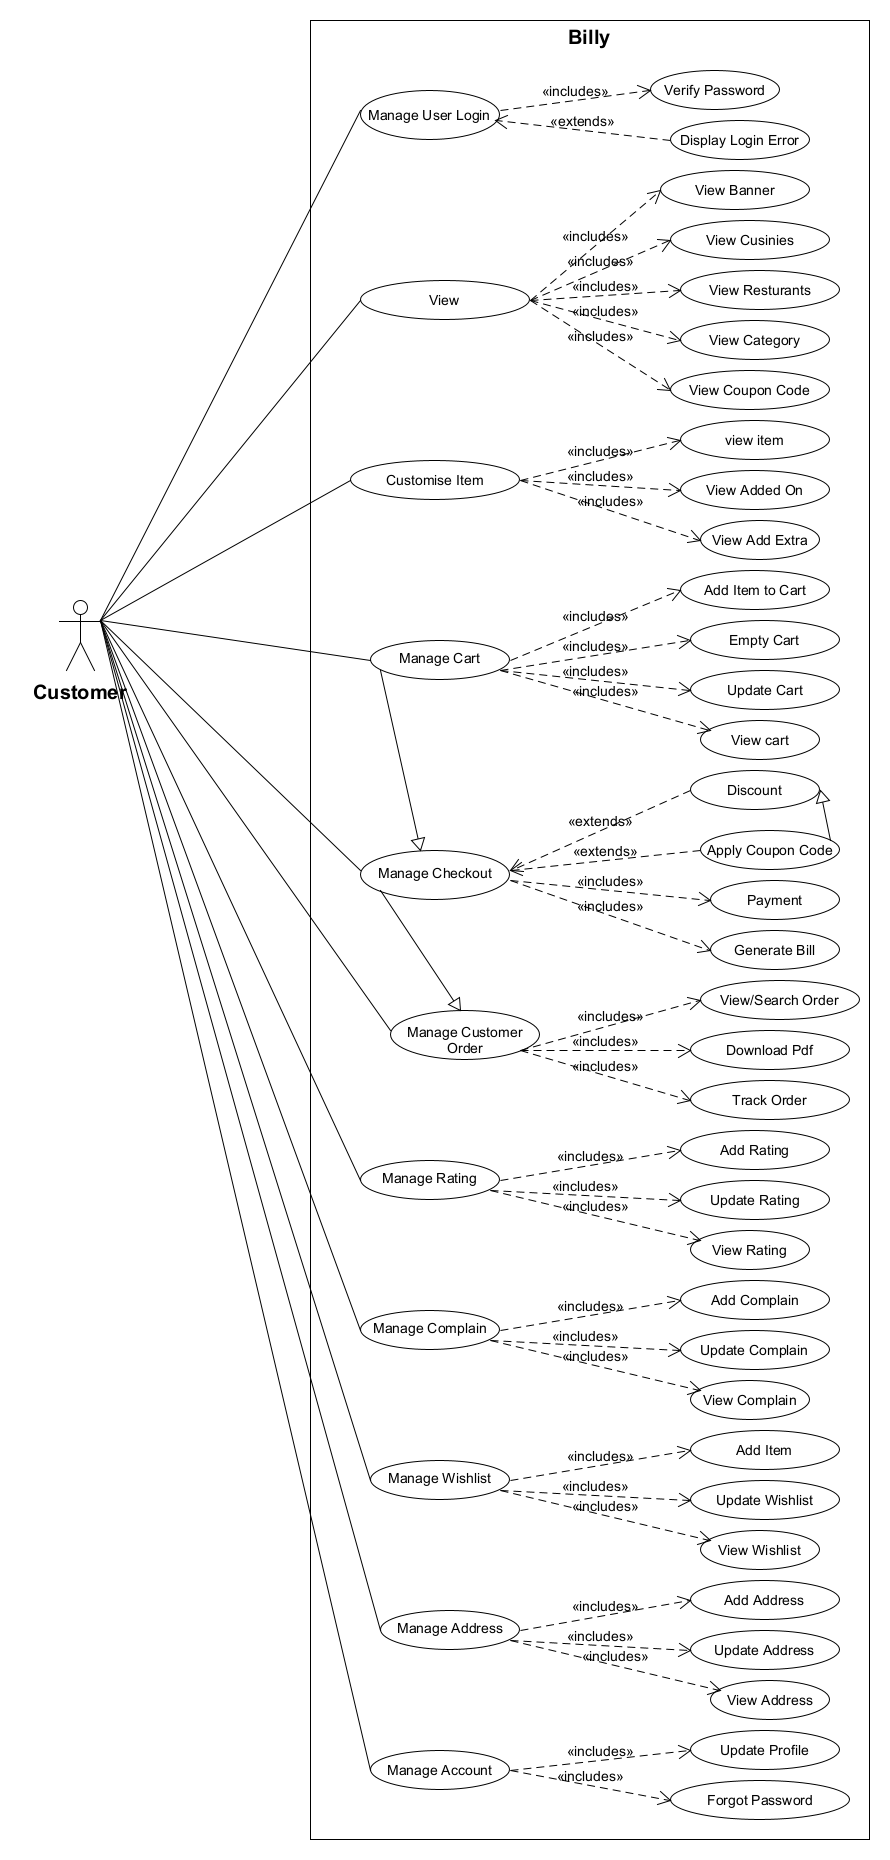 Billy
Manage User Login
«includes»
Verify Password
«extends»
Display Login Error
View
«includes»
View Banner
«includes»
View Cusinies
«includes»
View Resturants
«includes»
View Category
«includes»
View Coupon Code
Customise Item
«includes»
view item
«includes»
View Added On
«includes»
View Add Extra
Customer
Manage Cart
«includes»
Add Item to Cart
«includes»
Empty Cart
«includes»
Update Cart
«includes»
View cart
Manage Checkout
«extends»
Discount
«extends»
Apply Coupon Code
«includes»
Payment
«includes»
Generate Bill
Manage Customer
Order
«includes»
View/Search Order
«includes»
Download Pdf
«includes»
Track Order
Manage Rating
«includes»
Add Rating
«includes»
Update Rating
«includes»
View Rating
Manage Complain
«includes»
Add Complain
«includes»
Update Complain
«includes»
View Complain
Manage Wishlist
«includes»
Add Item
«includes»
Update Wishlist
«includes»
View Wishlist
Manage Address
«includes»
Add Address
«includes»
Update Address
«includes»
View Address
Manage Account
«includes»
Update Profile
«includes»
Forgot Password